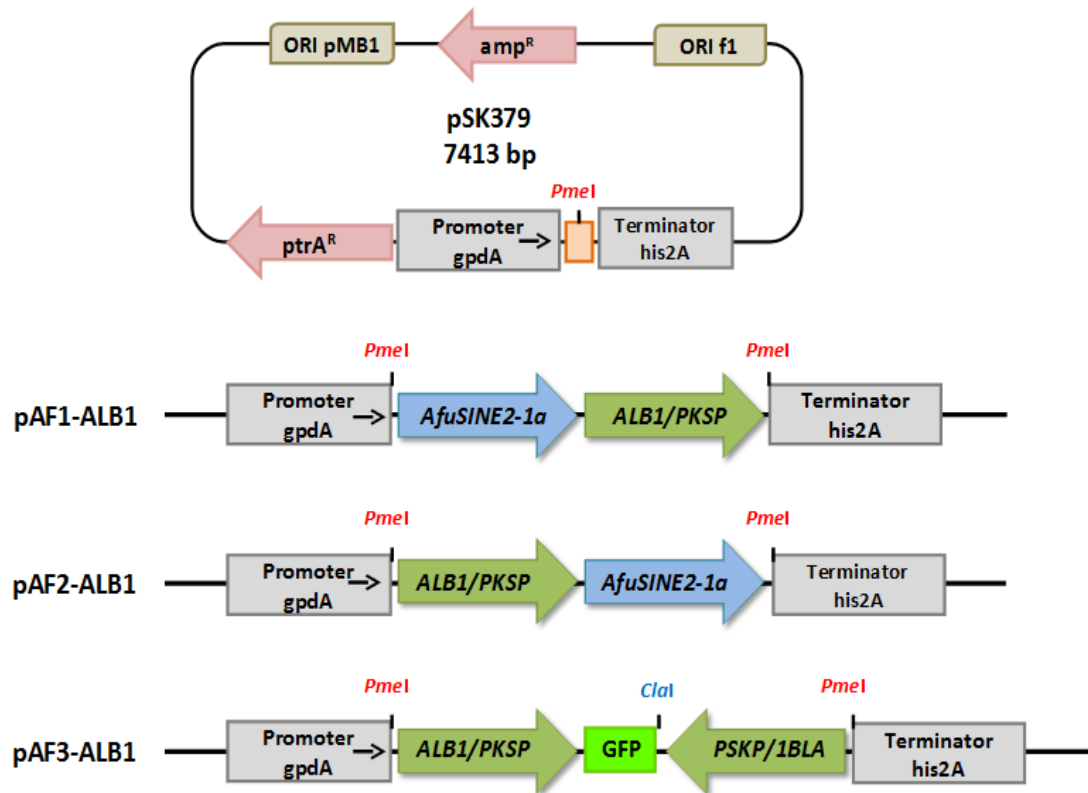 ORI pMB1
ampR
ORI f1
pSK379
7413 bp
PmeI
ptrAR
Promoter
gpdA
Terminator
his2A
PmeI
PmeI
pAF1-ALB1
Promoter
gpdA
AfuSINE2-1a
ALB1/PKSP
Terminator
his2A
PmeI
PmeI
pAF2-ALB1
Promoter
gpdA
ALB1/PKSP
AfuSINE2-1a
Terminator
his2A
PmeI
ClaI
PmeI
pAF3-ALB1
Promoter
gpdA
ALB1/PKSP
GFP
PSKP/1BLA
Terminator
his2A